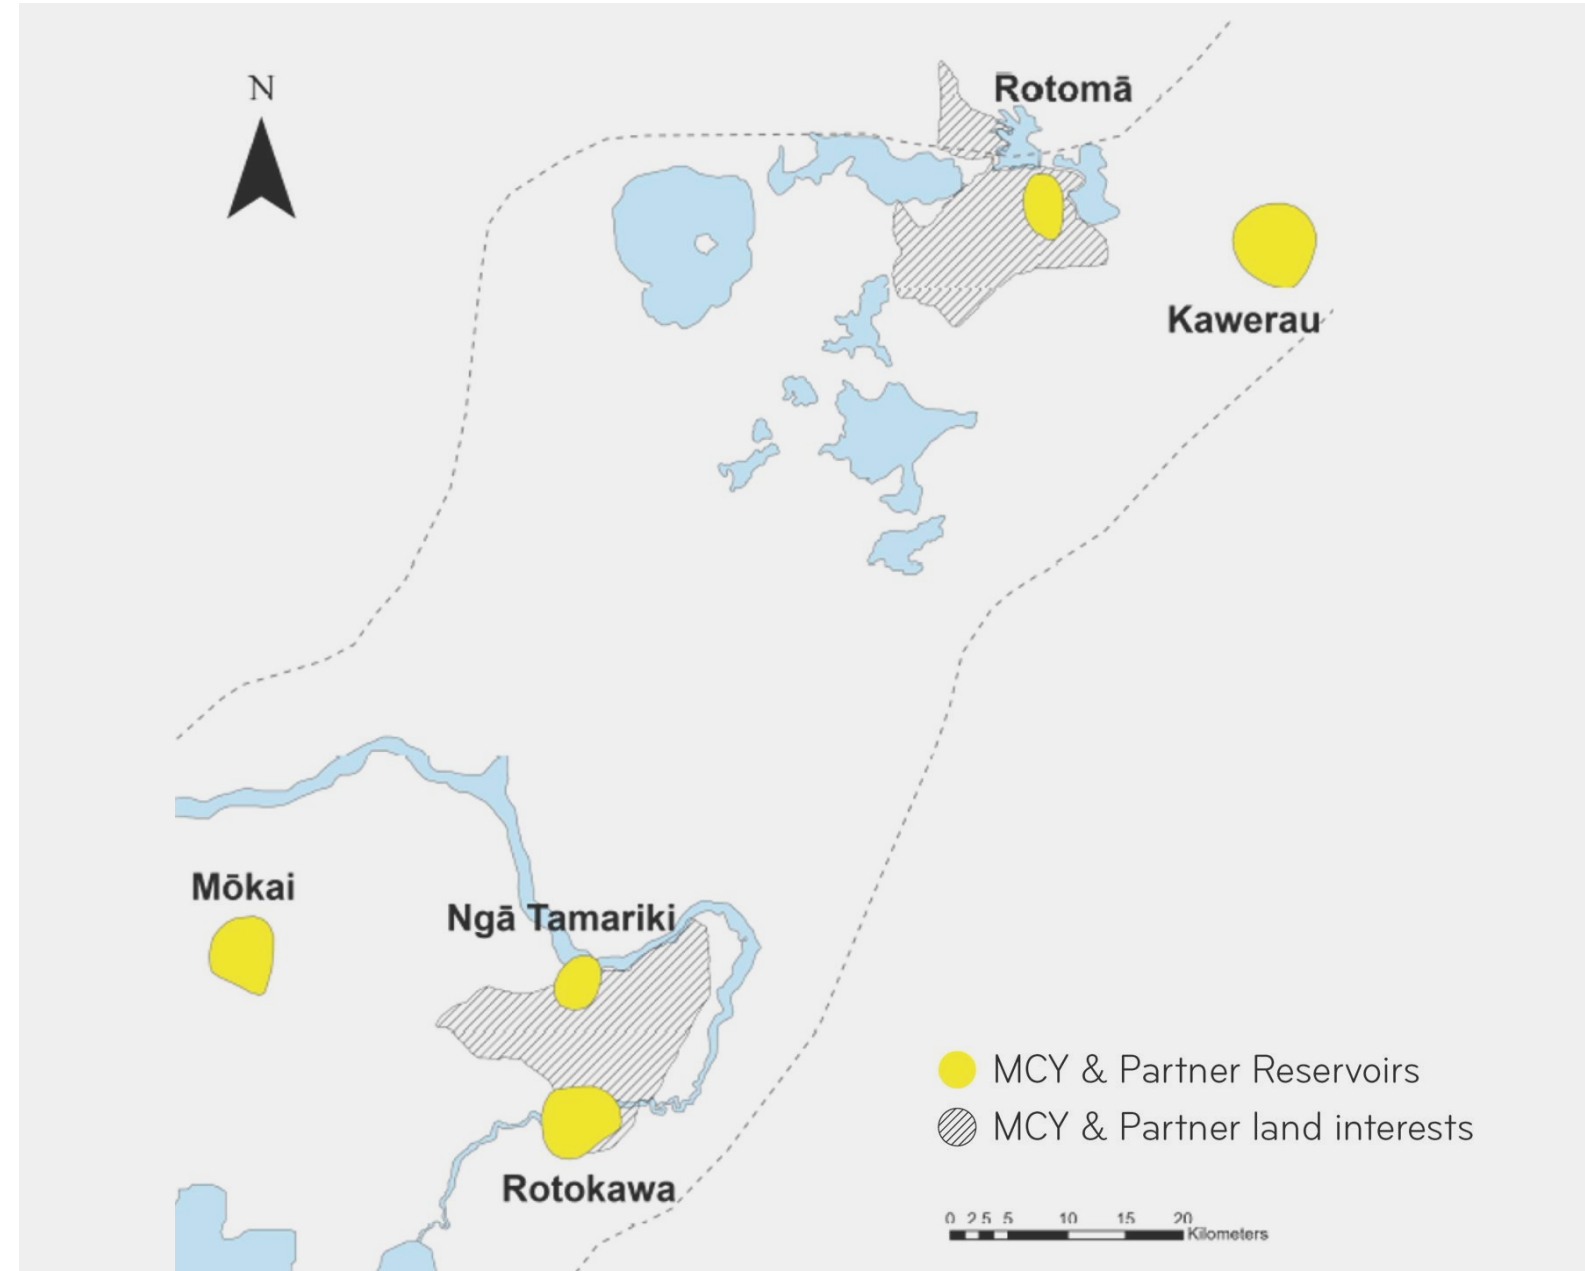 N
Rotomā
Kawerau
Mōkai
Ngā Tamariki
Rotokawa
MCY & Partner Reservoirs
MCY & Partner land interests
0 2.5 5 10 15 20
Kilometers